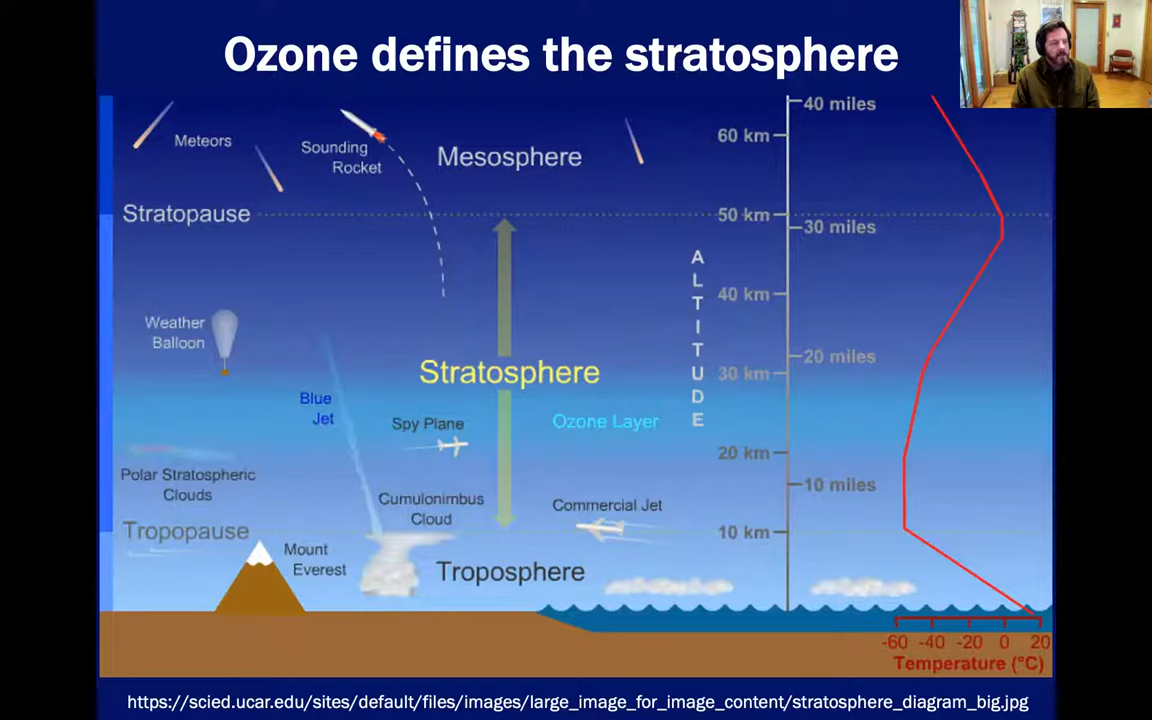 Ozone defines the stratosphere
40 miles
Meteors
Sounding
Rocket
Mesosphere
60 km
Stratopause
50 km
30 miles
ALTITUDE
40 km
Weather
Balloon
20 miles
Stratosphere
30 km
Blue
Jet
Spy Plane
Ozone Layer
20 km
Polar Stratospheric
Clouds
10 miles
Cumulonimbus
Cloud
Commercial Jet
Tropopause
10 km
Mount
Everest
Troposphere
-60 -40 -20 0 20
Temperature (°C)
https://scied.ucar.edu/sites/default/files/images/large_image_for_image_content/stratosphere_diagram_big.jpg